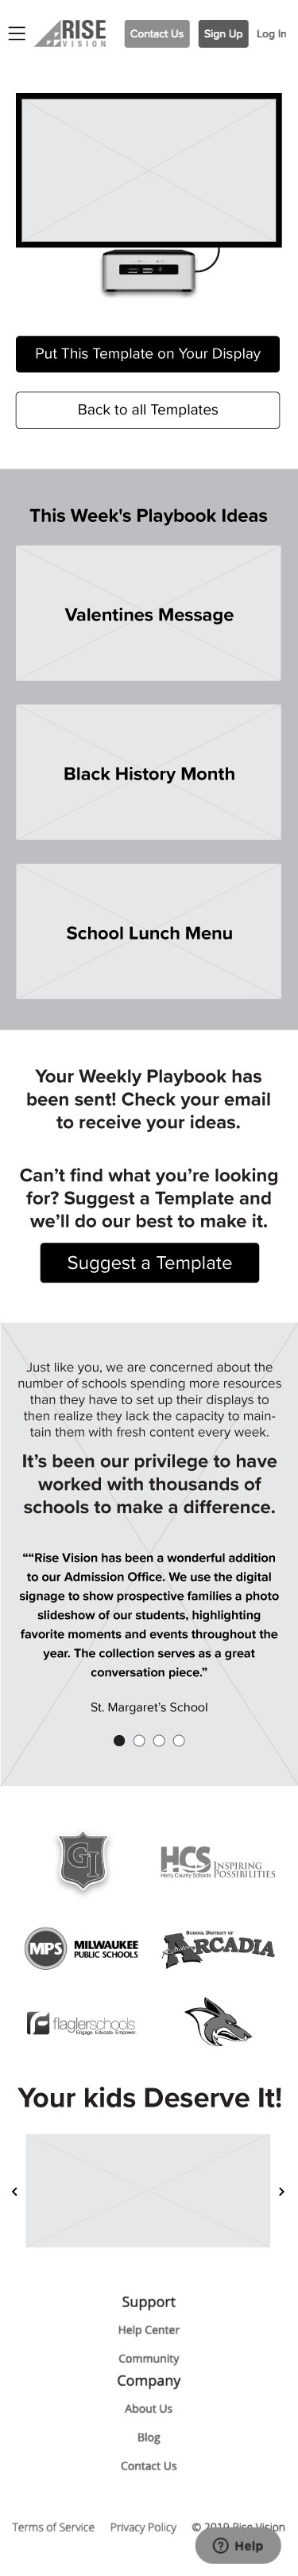 RISE
VISION
Contact Us
Sign Up
Log In
Put This Template on Your Display
Back to all Templates
This Week's Playbook Ideas
Valentines Message
Black History Month
School Lunch Menu
Your Weekly Playbook has
been sent! Check your email
to receive your ideas.
Can’t find what you’re looking
for? Suggest a Template and
we’ll do our best to make it.
Suggest a Template
Just like you, we are concerned about the
number of schools spending more resources
than they have to set up their displays to
then realize they lack the capacity to main-
tain them with fresh content every week.
It’s been our privilege to have
worked with thousands of
schools to make a difference.
““Rise Vision has been a wonderful addition
to our Admission Office. We use the digital
signage to show prospective families a photo
slideshow of our students, highlighting
favorite moments and events throughout the
year. The collection serves as a great
conversation piece.”
St. Margaret’s School
GI
HCS
Horry County Schools
INSPIRING
POSSIBILITIES
MPS
MILWAUKEE
PUBLIC SCHOOLS
SCHOOL DISTRICT OF
ARCADIA
flaglerschools
Engage. Educate. Empower.
Your kids Deserve It!
Support
Help Center
Community
Company
About Us
Blog
Contact Us
Terms of Service
Privacy Policy
© 2019 Rise Vision
Help